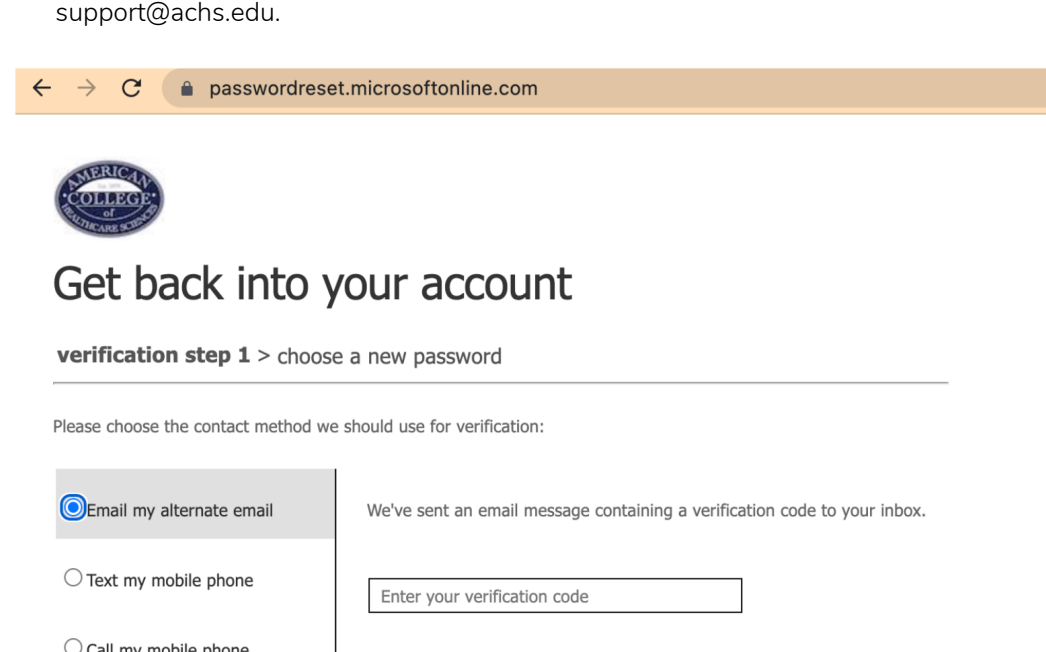 support@achs.edu.
passwordreset.microsoftonline.com
AMERICAN
COLLEGE
of
HEALTHCARE SCIENCES
Get back into your account
verification step 1 > choose a new password
Please choose the contact method we should use for verification:
Email my alternate email
We've sent an email message containing a verification code to your inbox.
Text my mobile phone
Enter your verification code
Call my mobile phone